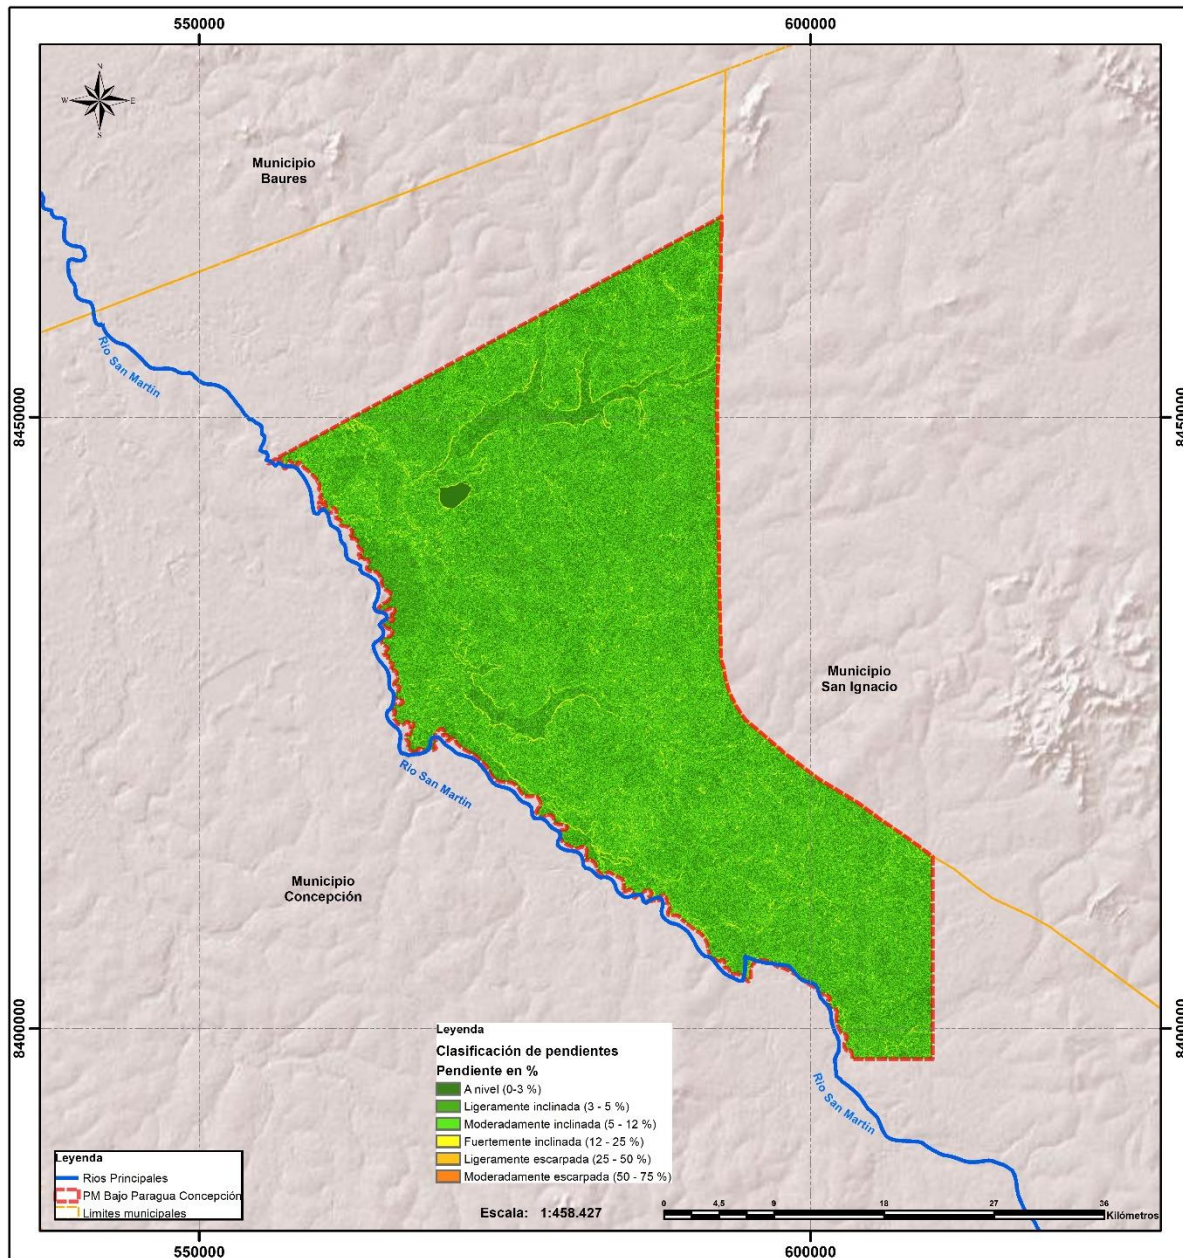 550000
600000
N
W
E
S
Municipio
Baures
Rio San Martin
8450000
8450000
Municipio
San Ignacio
Rio San Martin
Municipio
Concepción
8400000
8400000
Rio San Martin
Leyenda
Clasificación de pendientes
Pendiente en %
A nivel (0-3 %)
Ligeramente inclinada (3 - 5 %)
Moderadamente inclinada (5 - 12 %)
Fuertemente inclinada (12 - 25 %)
Ligeramente escarpada (25 - 50 %)
Moderadamente escarpada (50 - 75 %)
Leyenda
Rios Principales
PM Bajo Paragua Concepción
Limites municipales
Escala: 1:458.427
0 4,5 9 18 27 36
Kilómetros
550000
600000